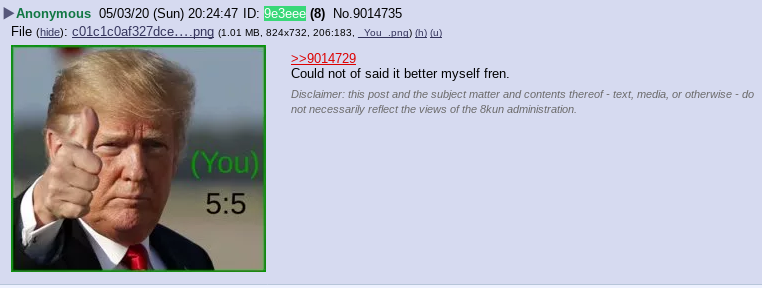 ▶Anonymous 05/03/20 (Sun) 20:24:47 ID: 9e3eee (8) No.9014735
File (hide): c01c1c0af327dce….png (1.01 MB, 824x732, 206:183, _You_.png) (h) (u)
>>9014729
Could not of said it better myself fren.
Disclaimer: this post and the subject matter and contents thereof - text, media, or otherwise - do
not necessarily reflect the views of the 8kun administration.
(You)
5:5